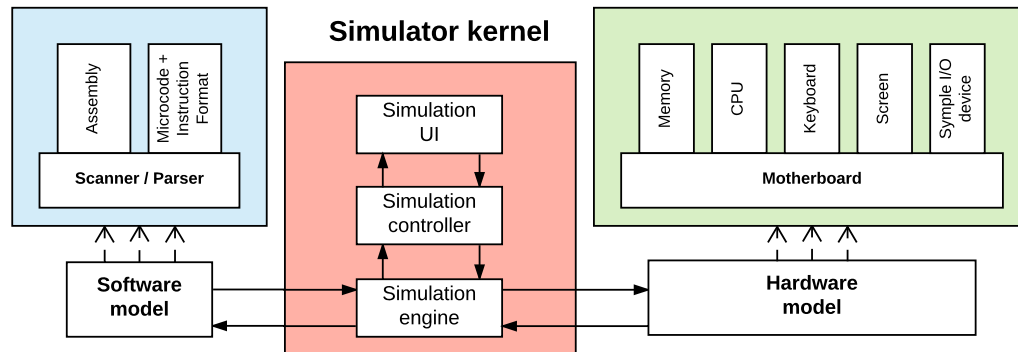 Simulator kernel
Assembly
Microcode +
Instruction
Format
Scanner / Parser
Software
model
Simulation
UI
Simulation
controller
Simulation
engine
Memory
CPU
Keyboard
Screen
Symple I/O
device
Motherboard
Hardware
model